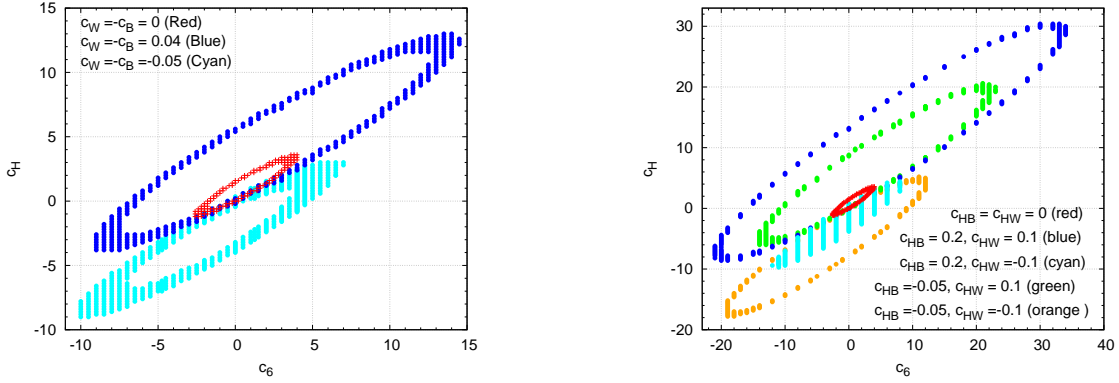 15
10
5
0
-5
-10
c_H
c_W =-c_B = 0 (Red)
c_W =-c_B = 0.04 (Blue)
c_W =-c_B = -0.05 (Cyan)
-10 -5 0 5 10 15
c_6
30
20
10
0
-10
-20
c_H
c_HB = c_HW = 0 (red)
c_HB = 0.2, c_HW = 0.1 (blue)
c_HB = 0.2, c_HW =-0.1 (cyan)
c_HB =-0.05, c_HW = 0.1 (green)
c_HB =-0.05, c_HW =-0.1 (orange )
-20 -10 0 10 20 30 40
c_6